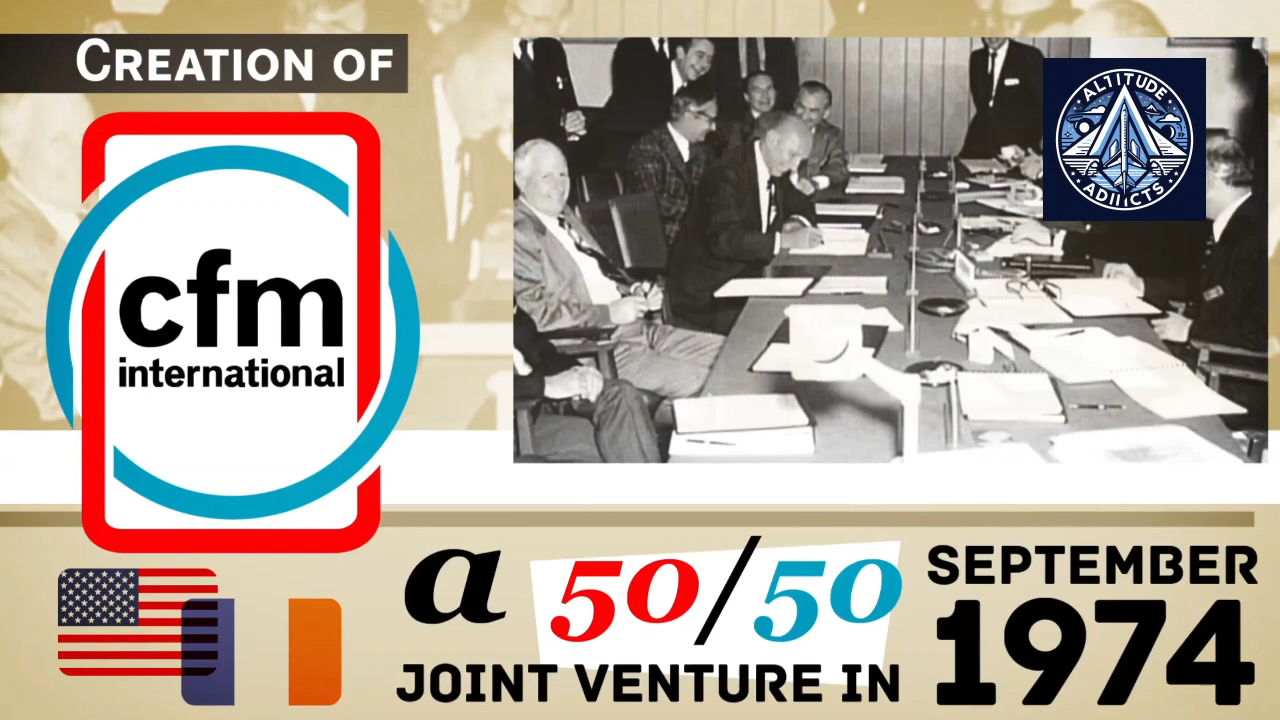 CREATION OF
cfm
international
ALTITUDE
ADIICTS
a 50/50
JOINT VENTURE IN
SEPTEMBER
1974